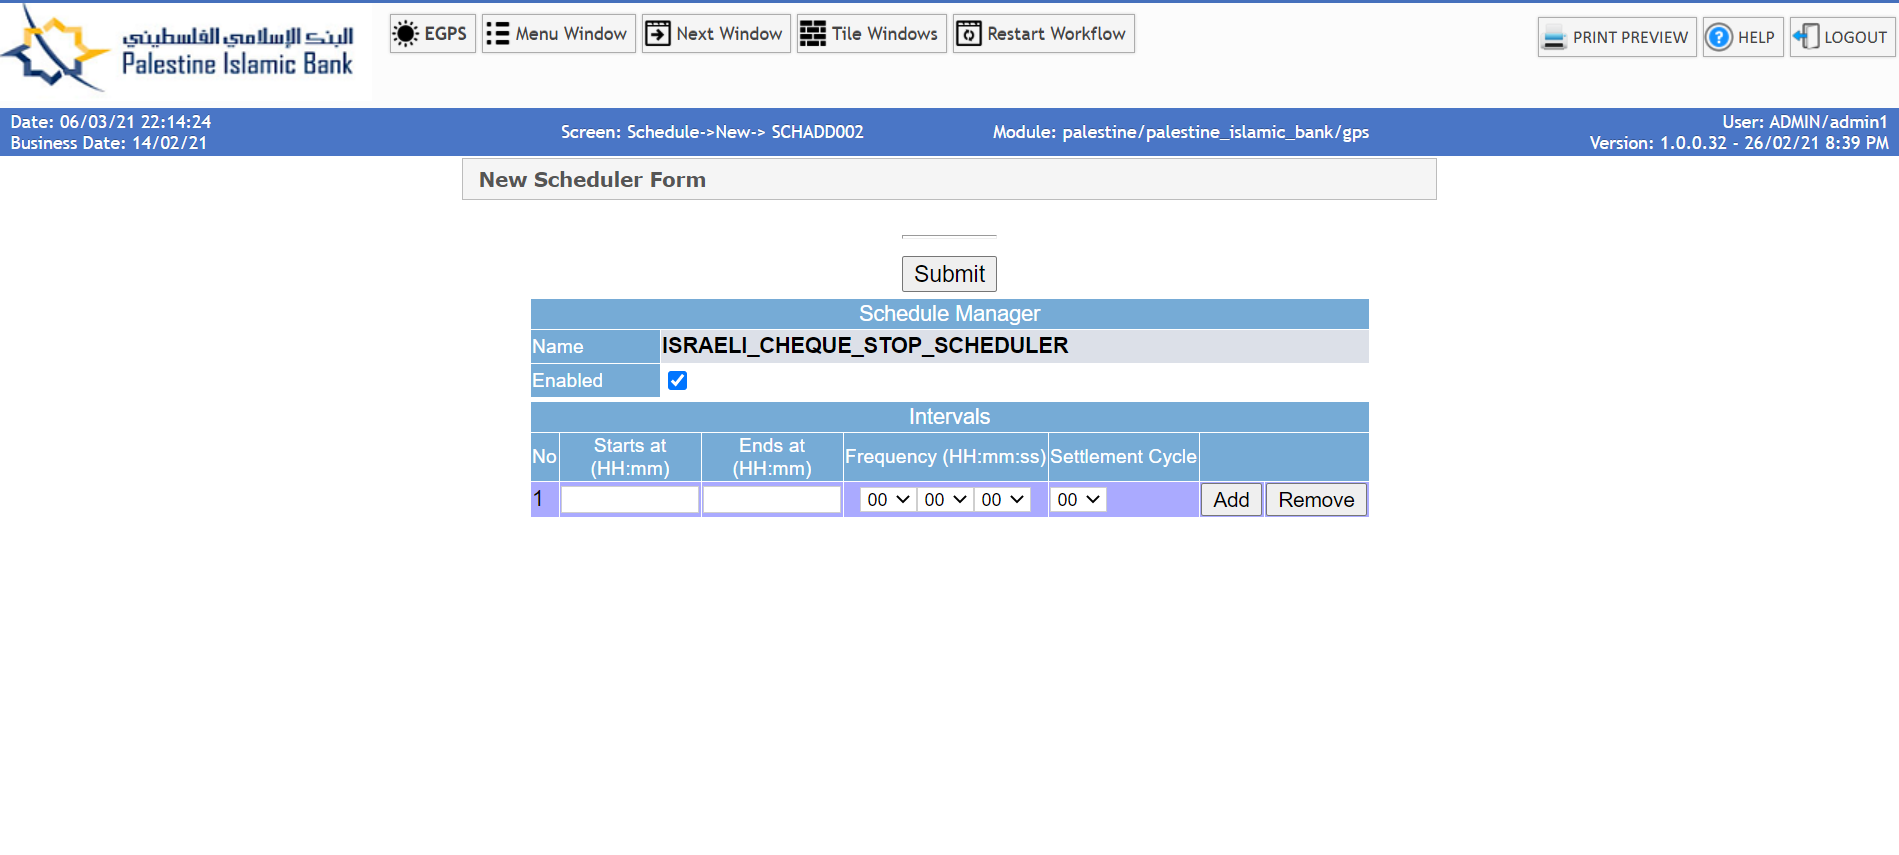 البنك الإسلامي الفلسطيني
Palestine Islamic Bank
EGPS
Menu Window
Next Window
Tile Windows
Restart Workflow
PRINT PREVIEW
HELP
LOGOUT
Date: 06/03/21 22:14:24
Business Date: 14/02/21
Screen: Schedule->New-> SCHADD002
Module: palestine/palestine_islamic_bank/gps
User: ADMIN/admin1
Version: 1.0.0.32 - 26/02/21 8:39 PM
New Scheduler Form
Submit
Schedule Manager
Name ISRAELI_CHEQUE_STOP_SCHEDULER
Enabled
Intervals
No
Starts at
(HH:mm)
Ends at
(HH:mm)
Frequency (HH:mm:ss)
Settlement Cycle
1 00 00 00 00 Add Remove